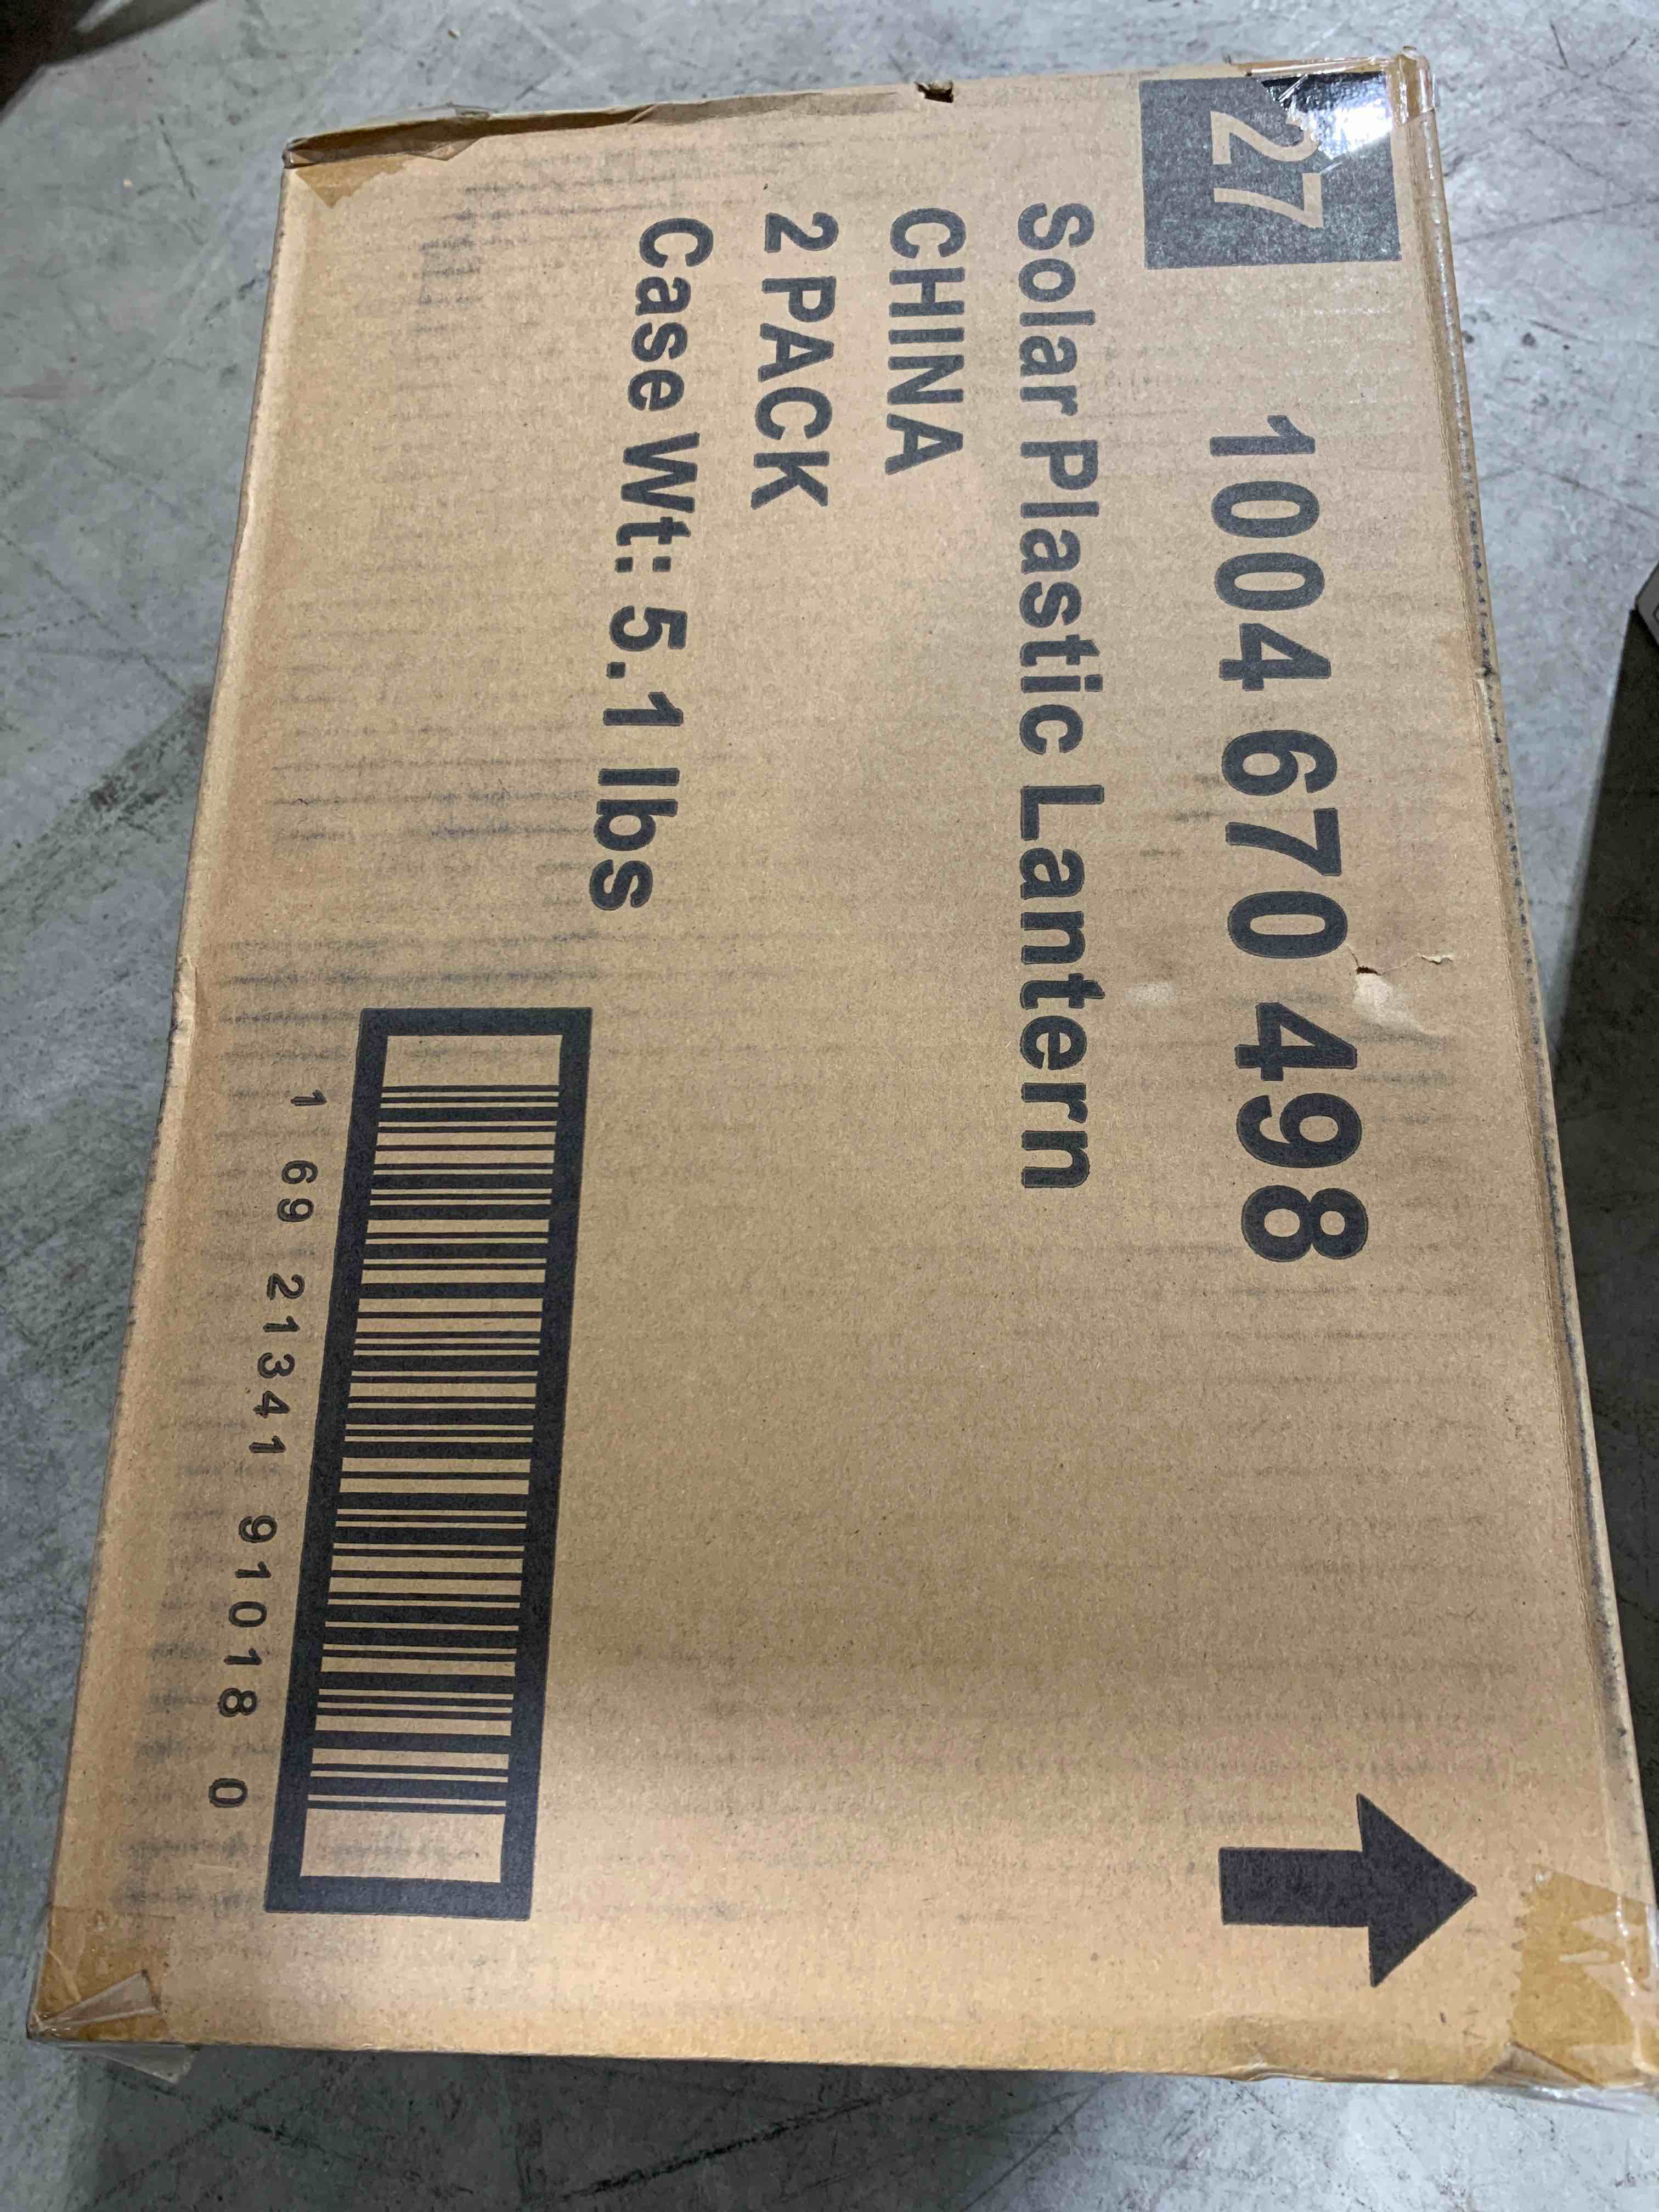 27
1004 670 498
Solar Plastic Lantern
CHINA
2 PACK
Case Wt: 5.1 lbs
1 69 21341 91018 0